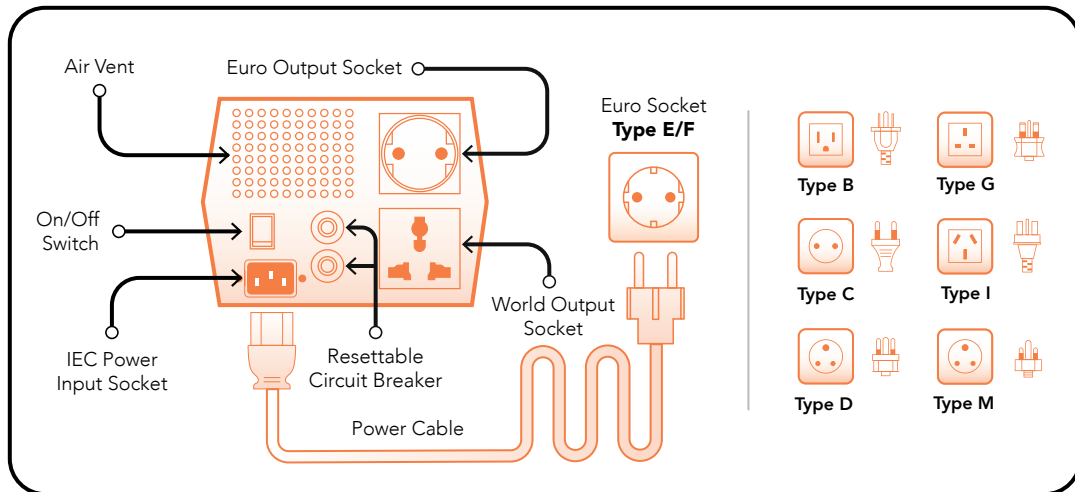 Air Vent
Euro Output Socket
Euro Socket
Type E/F
On/Off
Switch
IEC Power
Input Socket
Resettable
Circuit Breaker
World Output
Socket
Power Cable
Type B
Type G
Type C
Type I
Type D
Type M